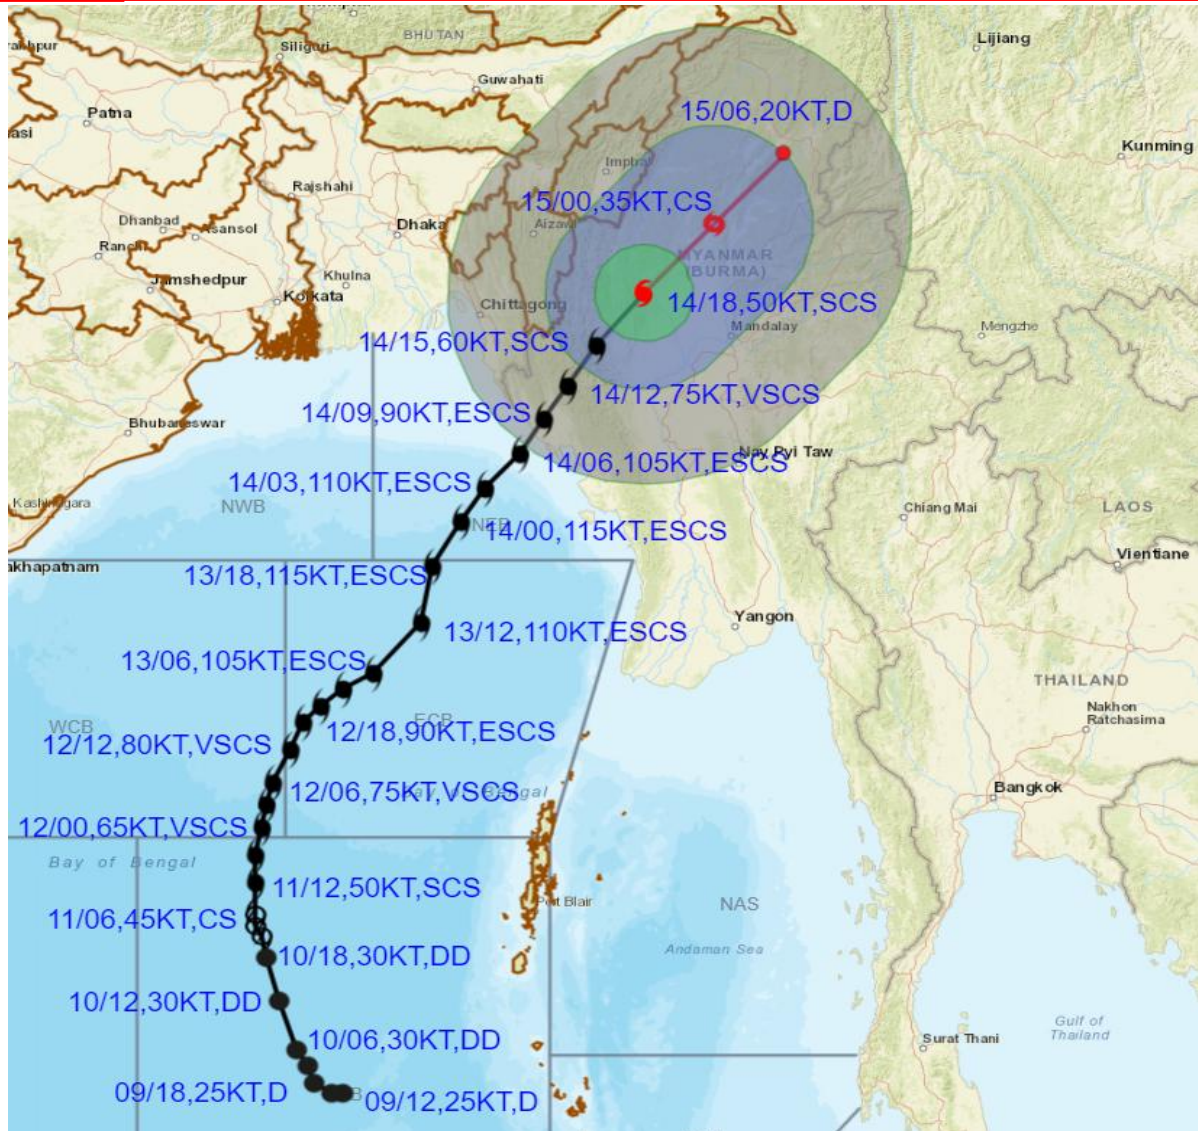 BHUTAN
Lijiang
Siliguri
Guwahati
Patna
15/06,20KT,D
Kunming
Imphal
Rajshahi
15/00,35KT,CS
Dhanbad
Dhaka
Aizawl
Asansol
Ranchi
MYANMAR
(BURMA)
Jamshedpur
Khulna
Kolkata
Chittagong
14/18,50KT,SCS
Mandalay
Mengzhe
14/15,60KT,SCS
14/12,75KT,VSCS
14/09,90KT,ESCS
Bhubaneswar
Nay Pyi Taw
14/06,105KT,ESCS
14/03,110KT,ESCS
NWB
Chiang Mai
LAOS
NEB
14/00,115KT,ESCS
Vientiane
akhapatnam
13/18,115KT,ESCS
Yangon
13/12,110KT,ESCS
13/06,105KT,ESCS
THAILAND
Nakhon
Ratchasima
WCB
ECB
12/18,90KT,ESCS
12/12,80KT,VSCS
Bangkok
12/06,75KT,VSCS
Bay of Bengal
12/00,65KT,VSCS
Bay of Bengal
11/12,50KT,SCS
Port Blair
NAS
11/06,45KT,CS
Andaman Sea
10/18,30KT,DD
10/12,30KT,DD
Gulf of
Thailand
10/06,30KT,DD
Surat Thani
09/18,25KT,D
09/12,25KT,D